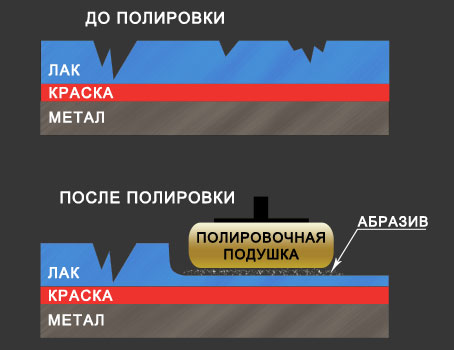 ДО ПОЛИРОВКИ
ЛАК
КРАСКА
МЕТАЛ
ПОСЛЕ ПОЛИРОВКИ
АБРАЗИВ
ПОЛИРОВОЧНАЯ
ПОДУШКА
ЛАК
КРАСКА
МЕТАЛ